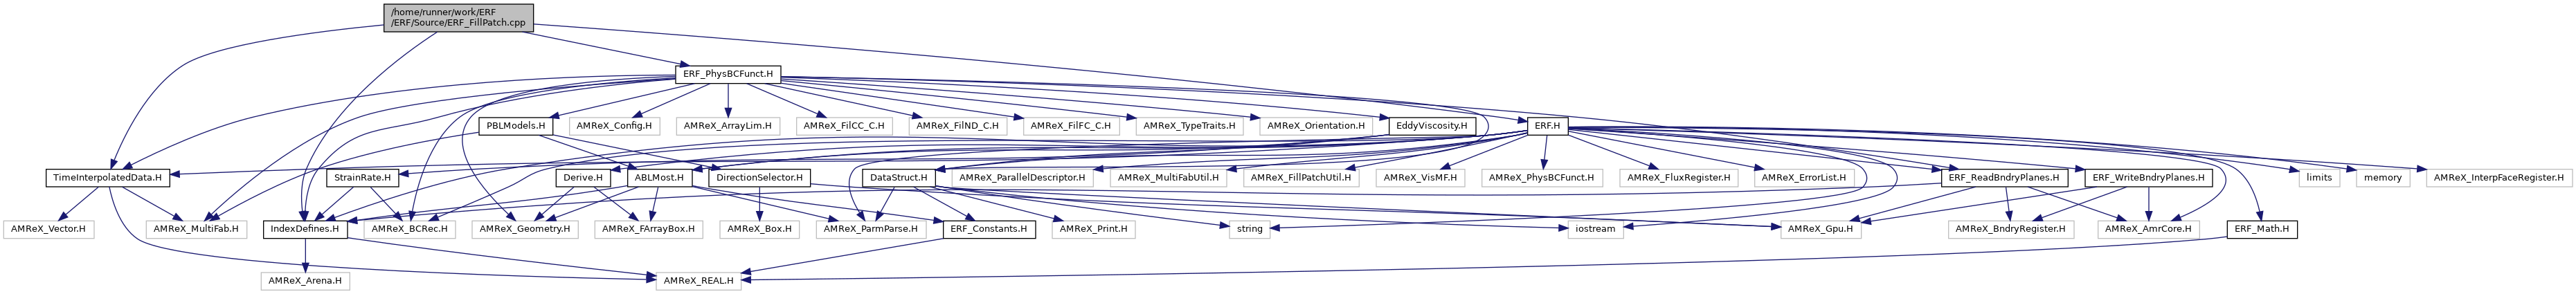 /home/runner/work/ERF
/ERF/Source/ERF_FillPatch.cpp
ERF_PhysBCFunct.H
PBLModels.H
AMReX_Config.H
AMReX_ArrayLim.H
AMReX_FilCC_C.H
AMReX_FilND_C.H
AMReX_FilFC_C.H
AMReX_TypeTraits.H
AMReX_Orientation.H
EddyViscosity.H
ERF.H
TimeInterpolatedData.H
StrainRate.H
Derive.H
ABLMost.H
DirectionSelector.H
DataStruct.H
AMReX_ParallelDescriptor.H
AMReX_MultiFabUtil.H
AMReX_FillPatchUtil.H
AMReX_VisMF.H
AMReX_PhysBCFunct.H
AMReX_FluxRegister.H
AMReX_ErrorList.H
ERF_ReadBndryPlanes.H
ERF_WriteBndryPlanes.H
limits
memory
AMReX_InterpFaceRegister.H
AMReX_Vector.H
AMReX_MultiFab.H
IndexDefines.H
AMReX_BCRec.H
AMReX_Geometry.H
AMReX_FArrayBox.H
AMReX_Box.H
AMReX_ParmParse.H
ERF_Constants.H
AMReX_Print.H
string
iostream
AMReX_Gpu.H
AMReX_BndryRegister.H
AMReX_AmrCore.H
ERF_Math.H
AMReX_Arena.H
AMReX_REAL.H